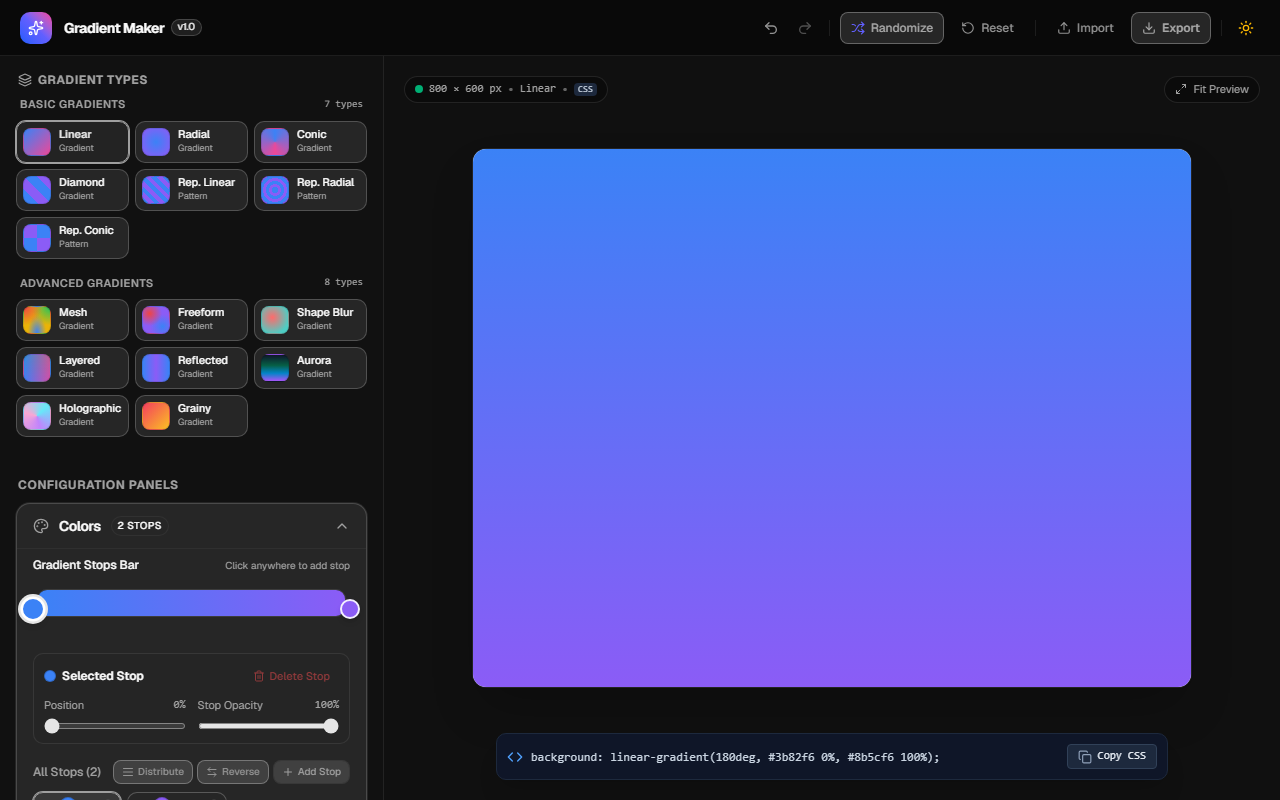 Gradient Maker v1.0
Randomize Reset Import Export
GRADIENT TYPES
BASIC GRADIENTS 7 types
Linear
Gradient
Radial
Gradient
Conic
Gradient
Diamond
Gradient
Rep. Linear
Pattern
Rep. Radial
Pattern
Rep. Conic
Pattern
ADVANCED GRADIENTS 8 types
Mesh
Gradient
Freeform
Gradient
Shape Blur
Gradient
Layered
Gradient
Reflected
Gradient
Aurora
Gradient
Holographic
Gradient
Grainy
Gradient
CONFIGURATION PANELS
Colors 2 STOPS
Gradient Stops Bar Click anywhere to add stop
Selected Stop Delete Stop
Position 0% Stop Opacity 100%
All Stops (2) Distribute Reverse Add Stop
800 × 600 px • Linear • CSS
Fit Preview
background: linear-gradient(180deg, #3b82f6 0%, #8b5cf6 100%);
Copy CSS